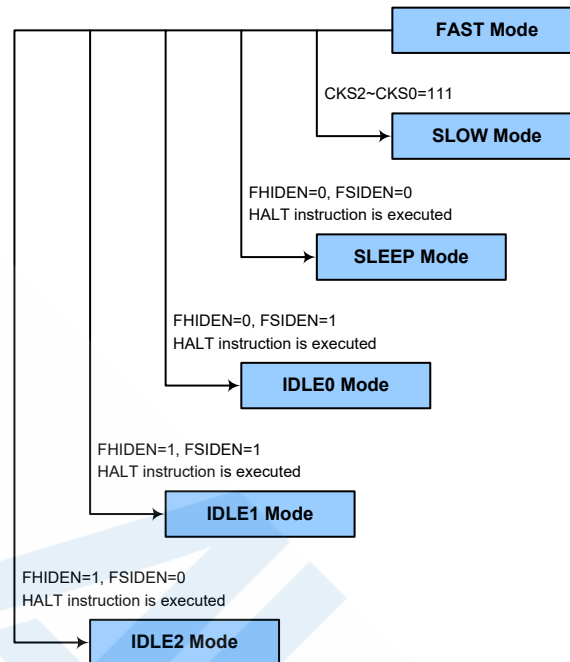 FAST Mode
CKS2~CKS0=111
SLOW Mode
FHIDEN=0, FSIDEN=0
HALT instruction is executed
SLEEP Mode
FHIDEN=0, FSIDEN=1
HALT instruction is executed
IDLE0 Mode
FHIDEN=1, FSIDEN=1
HALT instruction is executed
IDLE1 Mode
FHIDEN=1, FSIDEN=0
HALT instruction is executed
IDLE2 Mode